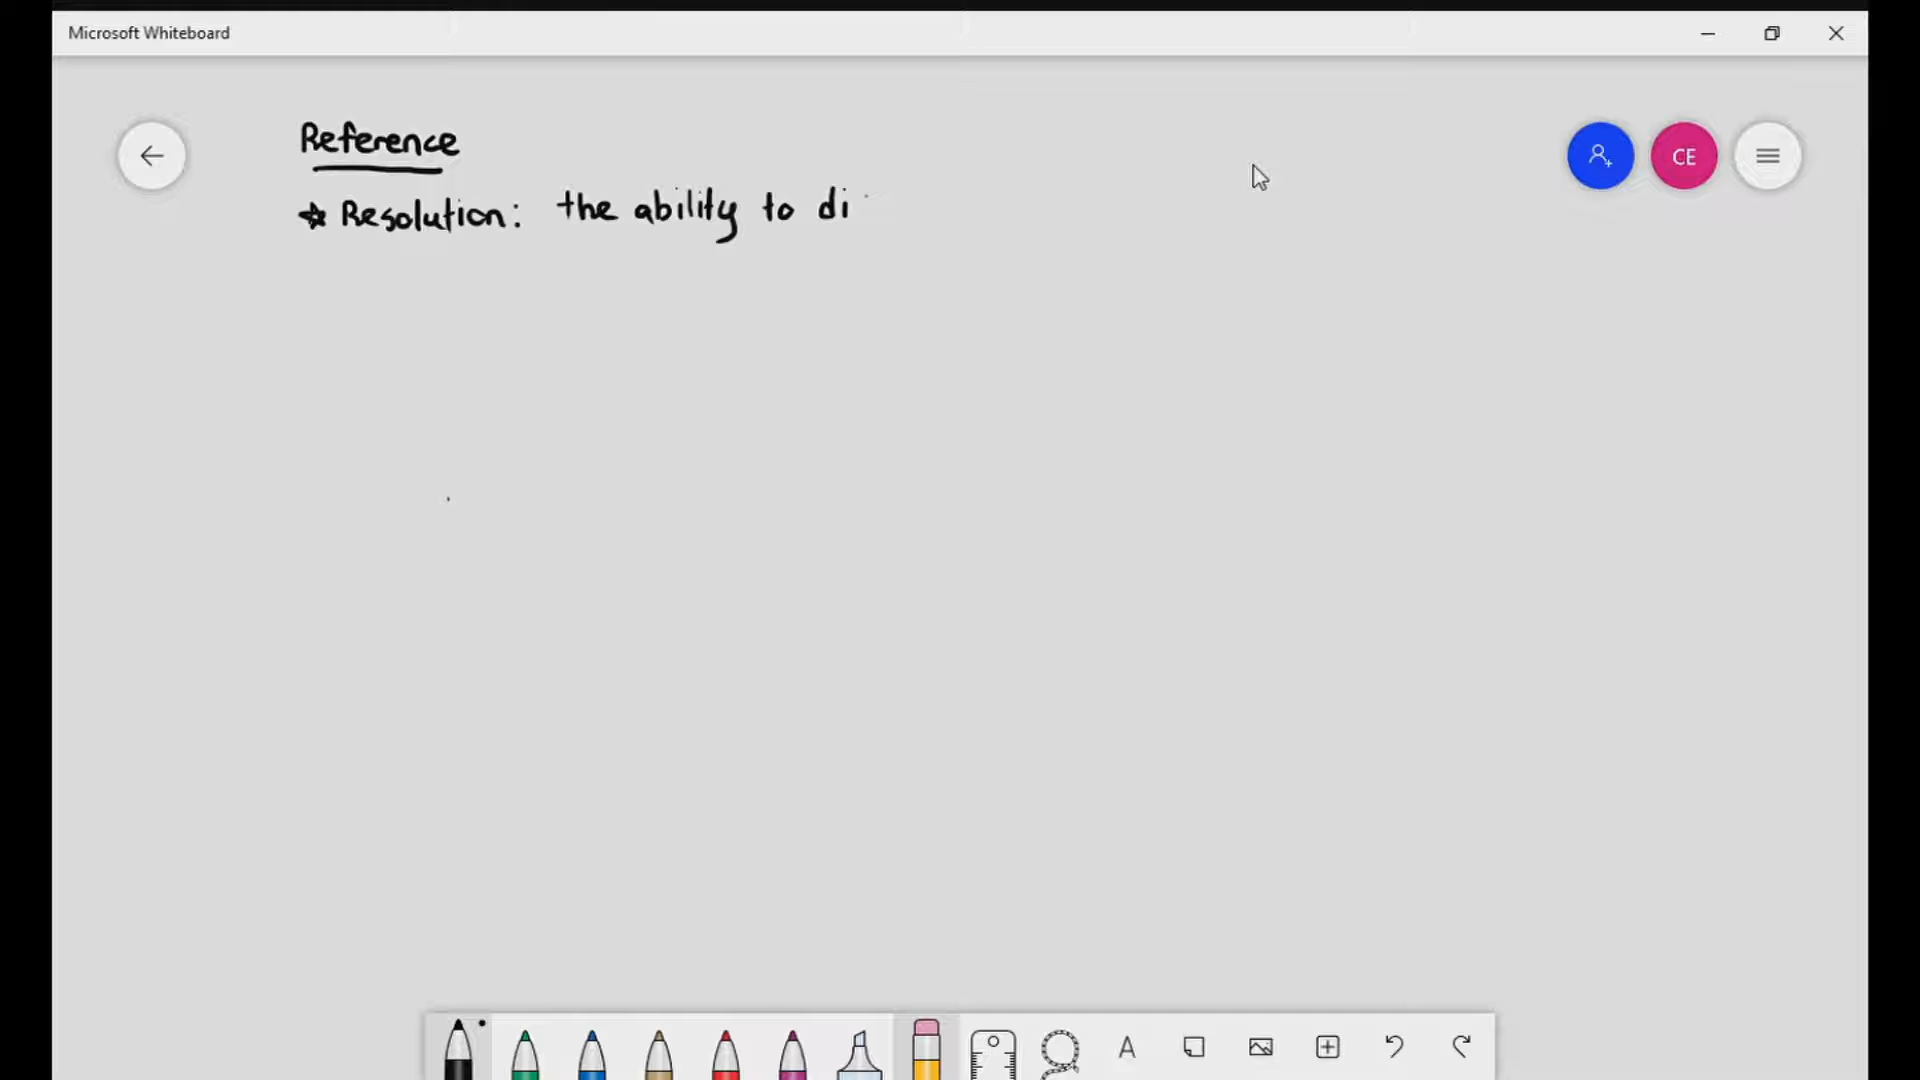 Microsoft Whiteboard
Reference
☆ Resolution: the ability to di
CE
A